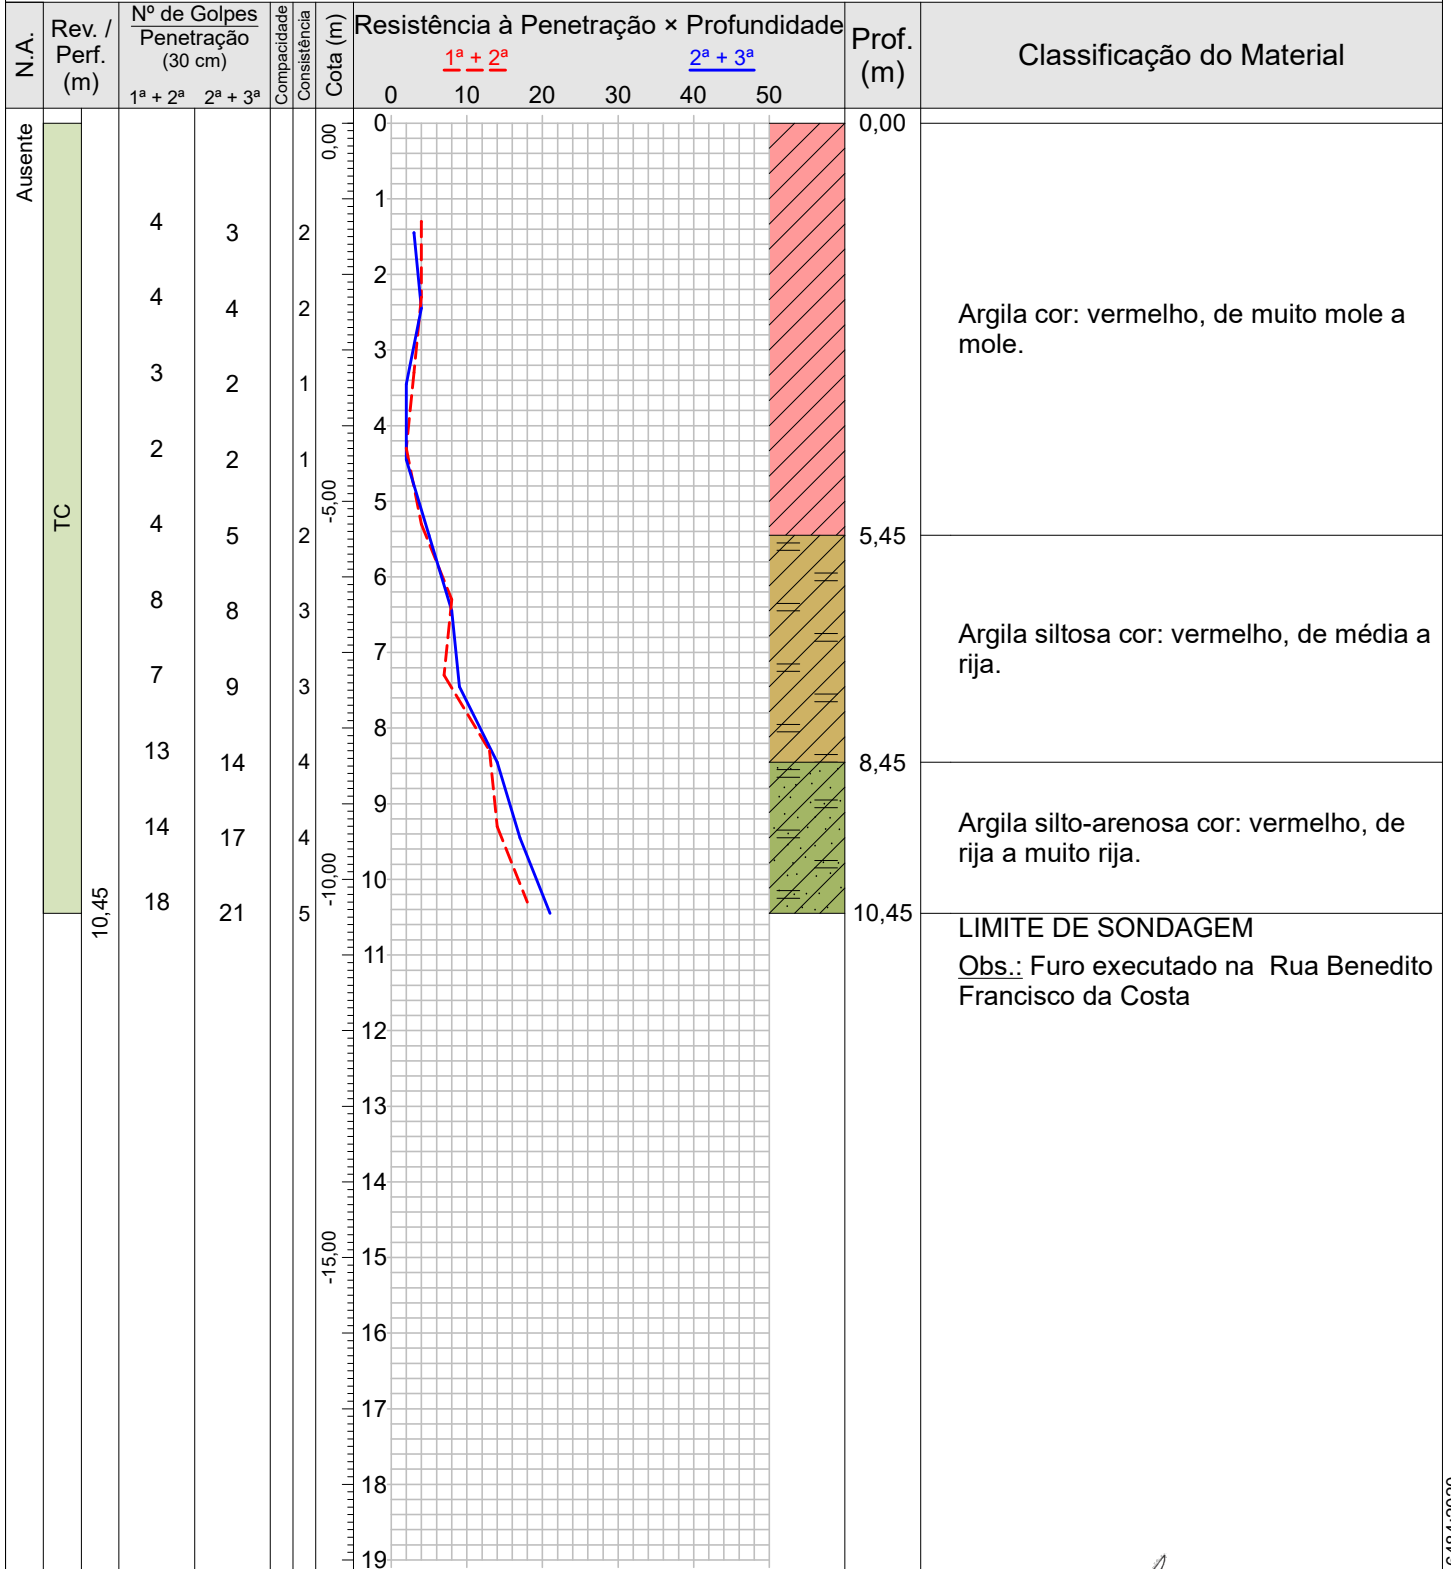 N.A.
Rev. /
Perf.
(m)
Nº de Golpes
Penetração
(30 cm)
1ª + 2ª 2ª + 3ª
Compacidade
Consistência
Cota (m)
Resistência à Penetração × Profundidade
1ª + 2ª 2ª + 3ª
0 10 20 30 40 50
Prof.
(m)
Classificação do Material
Ausente
TC
10,45
4 3 2
4 4 2
3 2 1
2 2 1
4 5 2
8 8 3
7 9 3
13 14 4
14 17 4
18 21 5
0,00
-5,00
-10,00
-15,00
0
1
2
3
4
5
6
7
8
9
10
11
12
13
14
15
16
17
18
19
0,00
5,45
8,45
10,45
Argila cor: vermelho, de muito mole a
mole.
Argila siltosa cor: vermelho, de média a
rija.
Argila silto-arenosa cor: vermelho, de
rija a muito rija.
LIMITE DE SONDAGEM
Obs.: Furo executado na Rua Benedito
Francisco da Costa
6484:2020